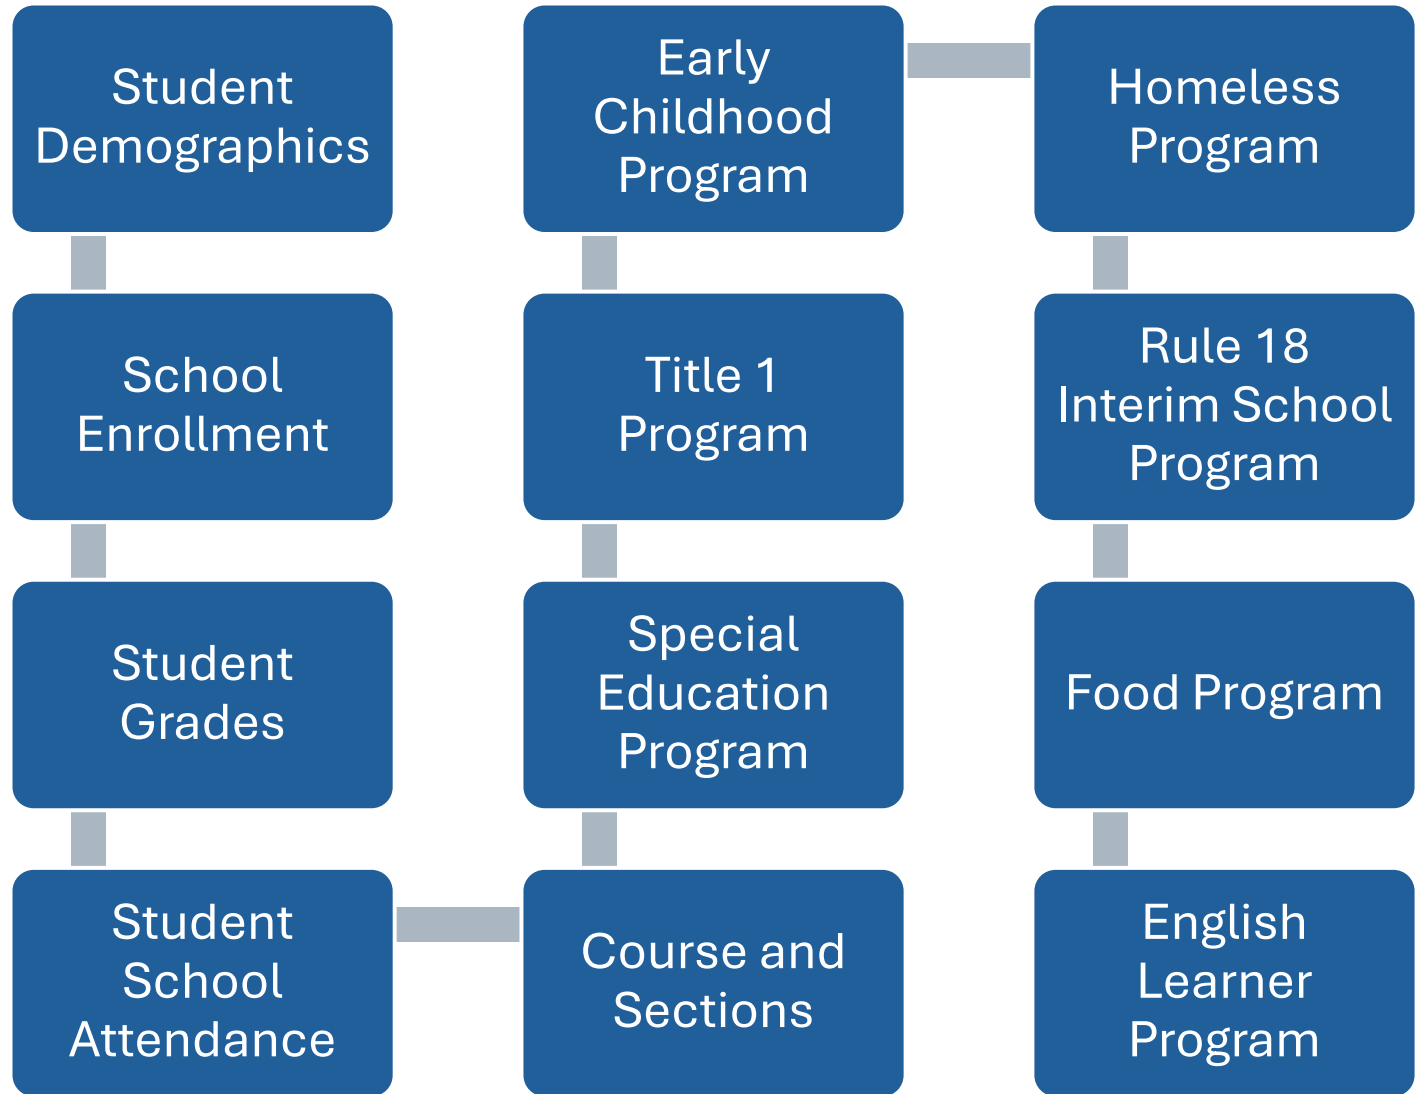 Student
Demographics
School
Enrollment
Student
Grades
Student
School
Attendance
Course and
Sections
Special
Education
Program
Title 1
Program
Early
Childhood
Program
Homeless
Program
Rule 18
Interim School
Program
Food Program
English
Learner
Program